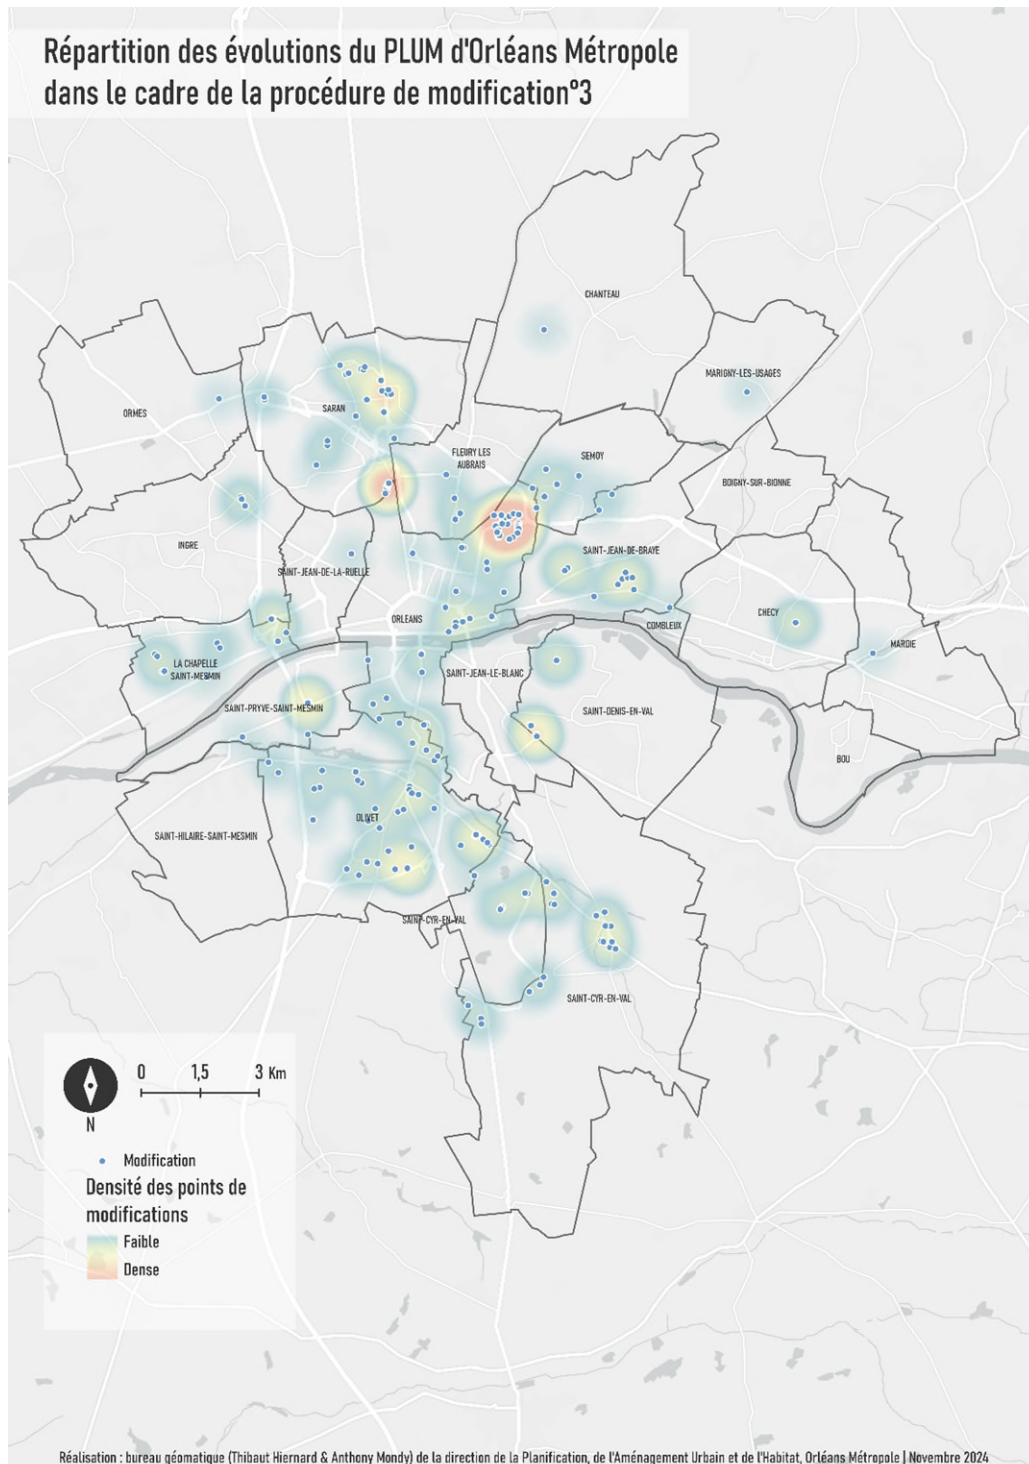 Répartition des évolutions du PLUM d'Orléans Métropole
dans le cadre de la procédure de modification°3
CHANTEAU
MARIGNY-LES-USAGES
ORMES
SARAN
FLEURY LES
AUBRAIS
SEMOY
BOIGNY-SUR-BIONNE
INGRE
SAINT-JEAN-DE-LA-RUELLE
SAINT-JEAN-DE-BRAYE
ORLEANS
CHECY
COMBLEUX
MARDIE
LA CHAPELLE
SAINT-MESMIN
SAINT-JEAN-LE-BLANC
SAINT-PRYVE-SAINT-MESMIN
SAINT-DENIS-EN-VAL
BOU
OLIVET
SAINT-HILAIRE-SAINT-MESMIN
SAINT-CYR-EN-VAL
SAINT-CYR-EN-VAL
0 1,5 3 Km
N
Modification
Densité des points de
modifications
Faible
Dense
Réalisation : bureau géomatique (Thibaut Hiernard & Anthony Mondy) de la direction de la Planification, de l'Aménagement Urbain et de l'Habitat, Orléans Métropole | Novembre 2024